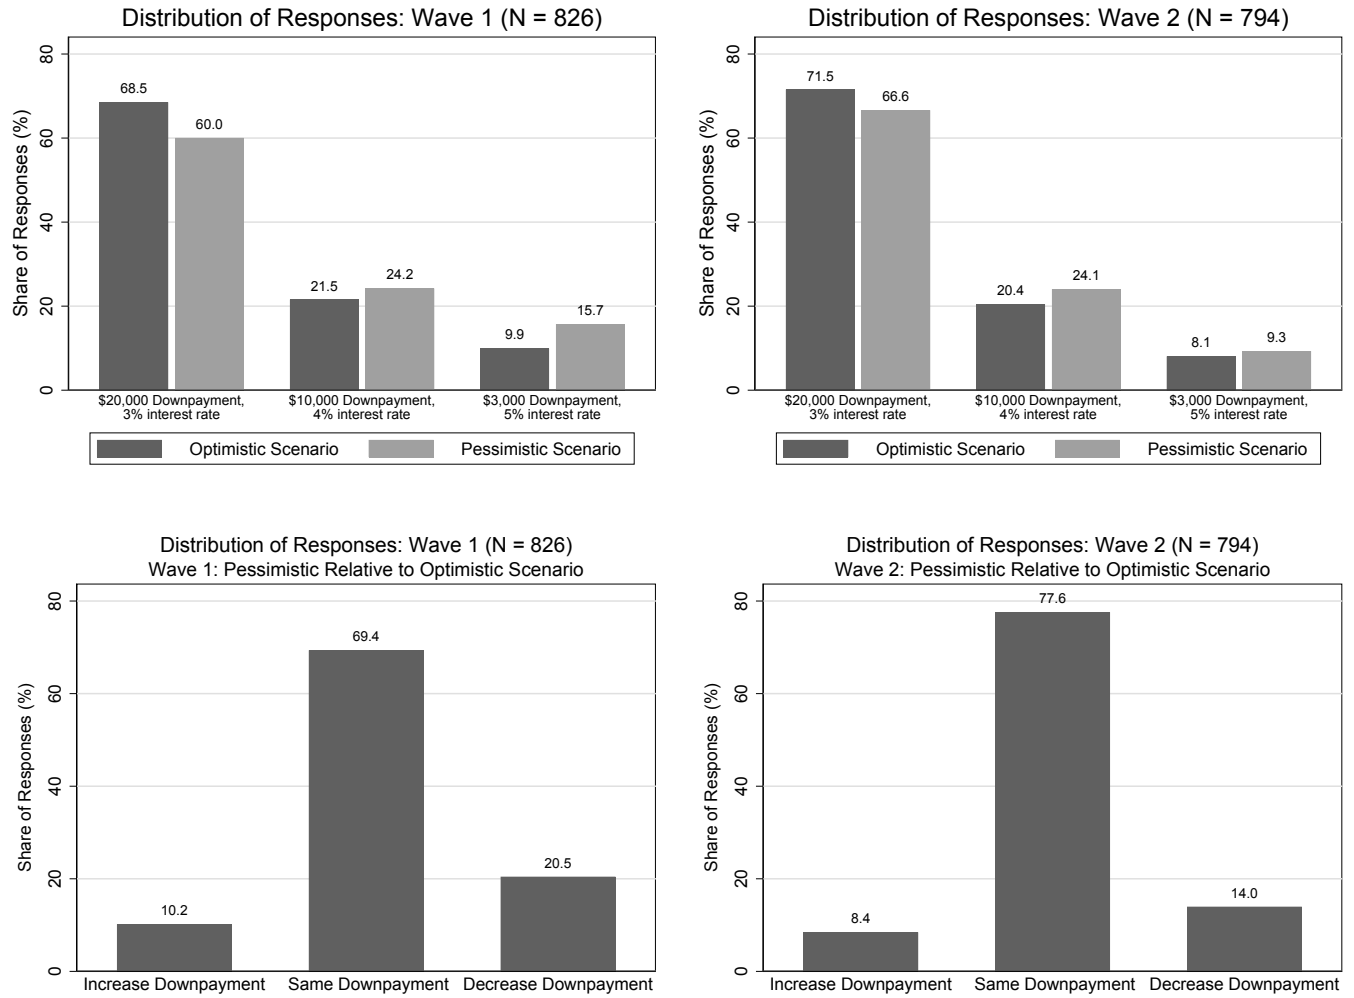 Distribution of Responses: Wave 1 (N = 826)
Share of Responses (%)
80
60
40
20
0
68.5
60.0
21.5
24.2
9.9
15.7
$20,000 Downpayment,
3% interest rate
$10,000 Downpayment,
4% interest rate
$3,000 Downpayment,
5% interest rate
Optimistic Scenario
Pessimistic Scenario
Distribution of Responses: Wave 2 (N = 794)
Share of Responses (%)
80
60
40
20
0
71.5
66.6
20.4
24.1
8.1
9.3
$20,000 Downpayment,
3% interest rate
$10,000 Downpayment,
4% interest rate
$3,000 Downpayment,
5% interest rate
Optimistic Scenario
Pessimistic Scenario
Distribution of Responses: Wave 1 (N = 826)
Wave 1: Pessimistic Relative to Optimistic Scenario
Share of Responses (%)
80
60
40
20
0
10.2
69.4
20.5
Increase Downpayment
Same Downpayment
Decrease Downpayment
Distribution of Responses: Wave 2 (N = 794)
Wave 2: Pessimistic Relative to Optimistic Scenario
Share of Responses (%)
80
60
40
20
0
8.4
77.6
14.0
Increase Downpayment
Same Downpayment
Decrease Downpayment